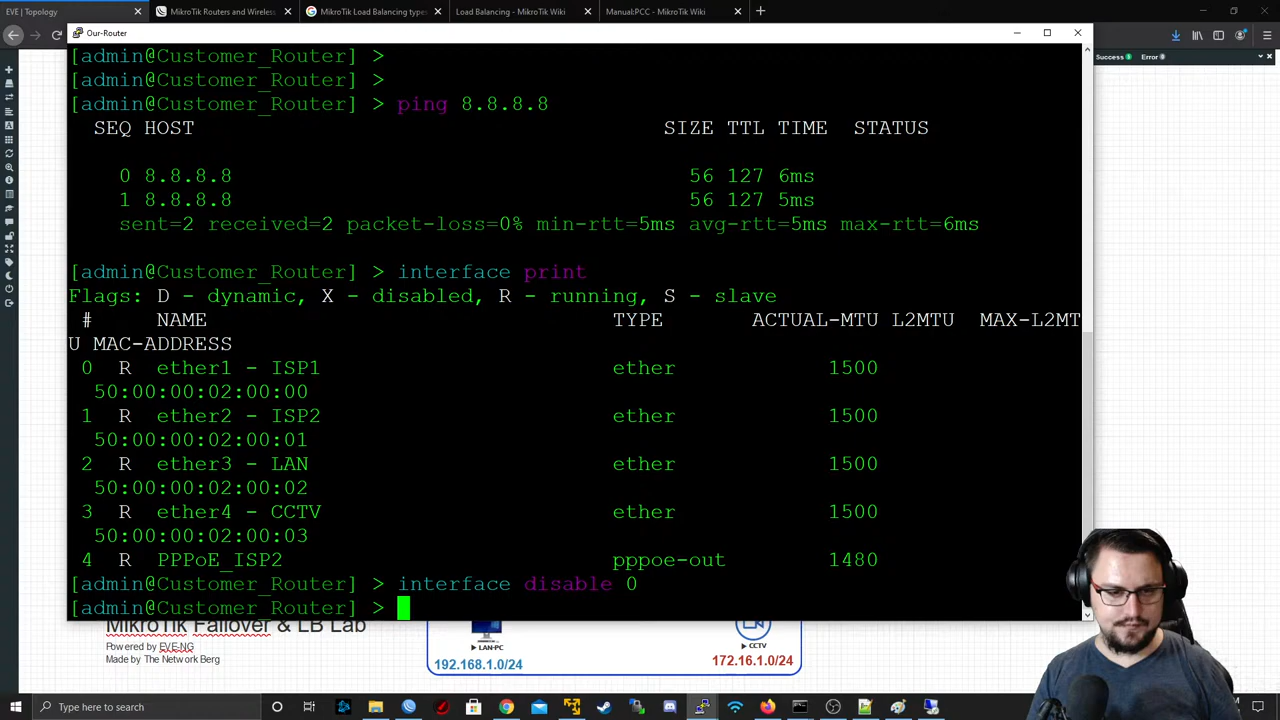 EVE | Topology
MikroTik Routers and Wireless
MikroTik Load Balancing types
Load Balancing - MikroTik Wiki
Manual:PCC - MikroTik Wiki
Our-Router
Success
Error
[admin@Customer_Router] >
[admin@Customer_Router] >
[admin@Customer_Router] > ping 8.8.8.8
SEQ HOST SIZE TTL TIME STATUS
0 8.8.8.8 56 127 6ms
1 8.8.8.8 56 127 5ms
sent=2 received=2 packet-loss=0% min-rtt=5ms avg-rtt=5ms max-rtt=6ms
[admin@Customer_Router] > interface print
Flags: D - dynamic, X - disabled, R - running, S - slave
# NAME TYPE ACTUAL-MTU L2MTU MAX-L2MT
U MAC-ADDRESS
0 R ether1 - ISP1 ether 1500
50:00:00:02:00:00
1 R ether2 - ISP2 ether 1500
50:00:00:02:00:01
2 R ether3 - LAN ether 1500
50:00:00:02:00:02
3 R ether4 - CCTV ether 1500
50:00:00:02:00:03
4 R PPPoE_ISP2 pppoe-out 1480
[admin@Customer_Router] > interface disable 0
[admin@Customer_Router] >
MikroTik Failover & LB Lab
Powered by EVE-NG
Made by The Network Berg
LAN-PC
CCTV
192.168.1.0/24
172.16.1.0/24
Type here to search